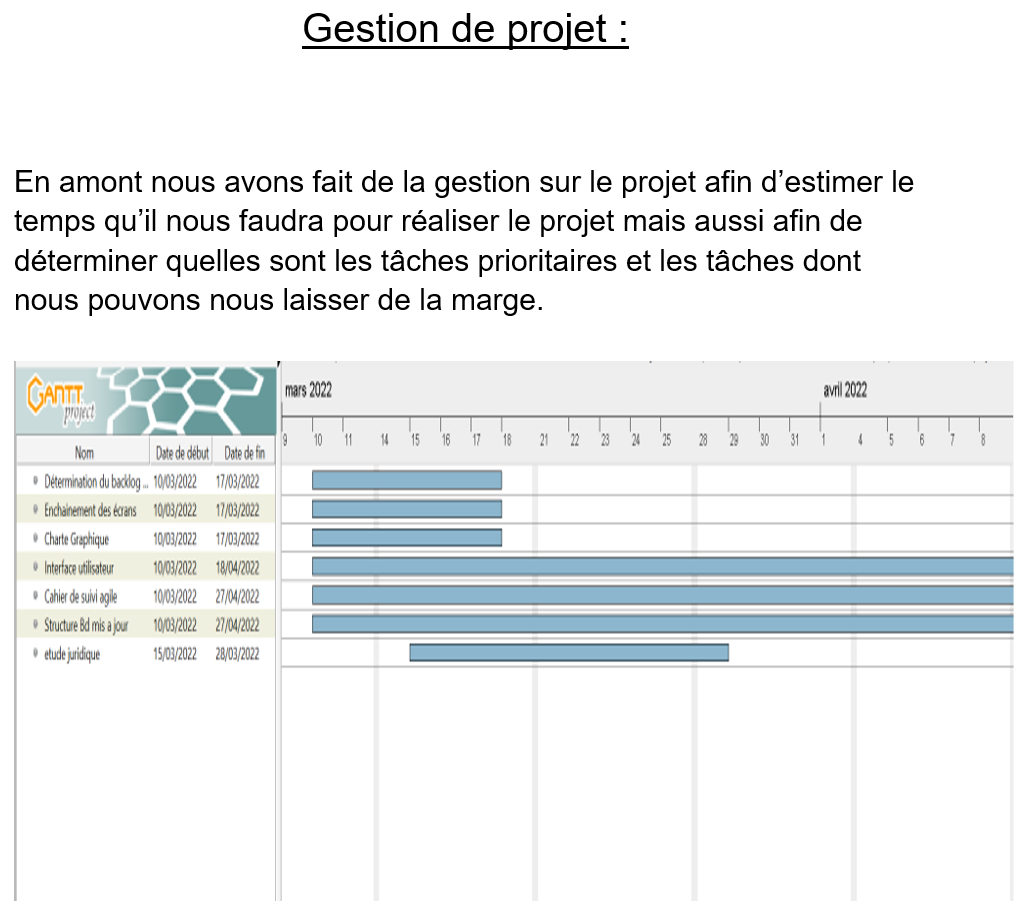 Gestion de projet :
En amont nous avons fait de la gestion sur le projet afin d’estimer le
temps qu’il nous faudra pour réaliser le projet mais aussi afin de
déterminer quelles sont les tâches prioritaires et les tâches dont
nous pouvons nous laisser de la marge.
GANTT
project
mars 2022 avril 2022
9 10 11 14 15 16 17 18 21 22 23 24 25 28 29 30 31 1 4 5 6 7 8
Nom Date de début Date de fin
Détermination du backlog ... 10/03/2022 17/03/2022
Enchainement des écrans 10/03/2022 17/03/2022
Charte Graphique 10/03/2022 17/03/2022
Interface utilisateur 10/03/2022 18/04/2022
Cahier de suivi agile 10/03/2022 27/04/2022
Structure Bd mis a jour 10/03/2022 27/04/2022
etude juridique 15/03/2022 28/03/2022